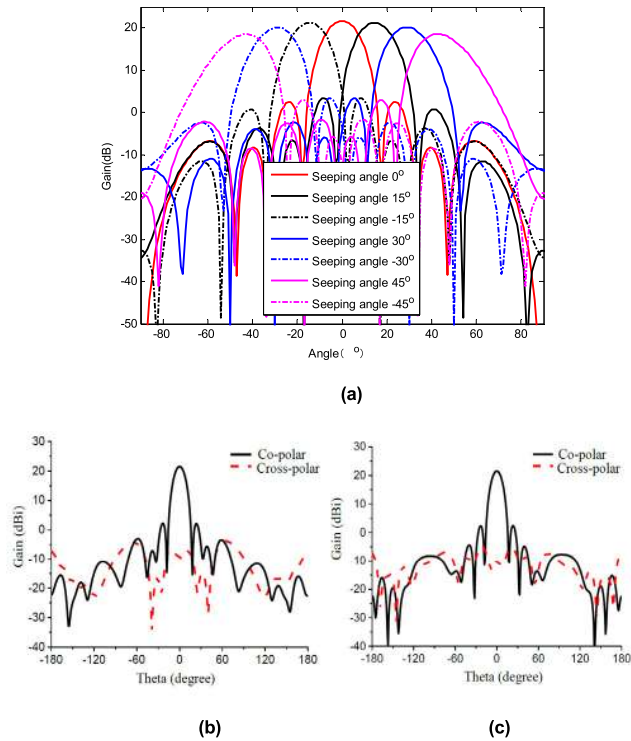 20
10
0
-10
-20
-30
-40
-50
Gain(dB)
Seeping angle 0°
Seeping angle 15°
Seeping angle -15°
Seeping angle 30°
Seeping angle -30°
Seeping angle 45°
Seeping angle -45°
-80 -60 -40 -20 0 20 40 60 80
Angle( °)
(a)
30
20
10
0
-10
-20
-30
-40
Gain (dBi)
Co-polar
Cross-polar
-180 -120 -60 0 60 120 180
Theta (degree)
(b)
30
20
10
0
-10
-20
-30
-40
Gain (dBi)
Co-polar
Cross-polar
-180 -120 -60 0 60 120 180
Theta (degree)
(c)